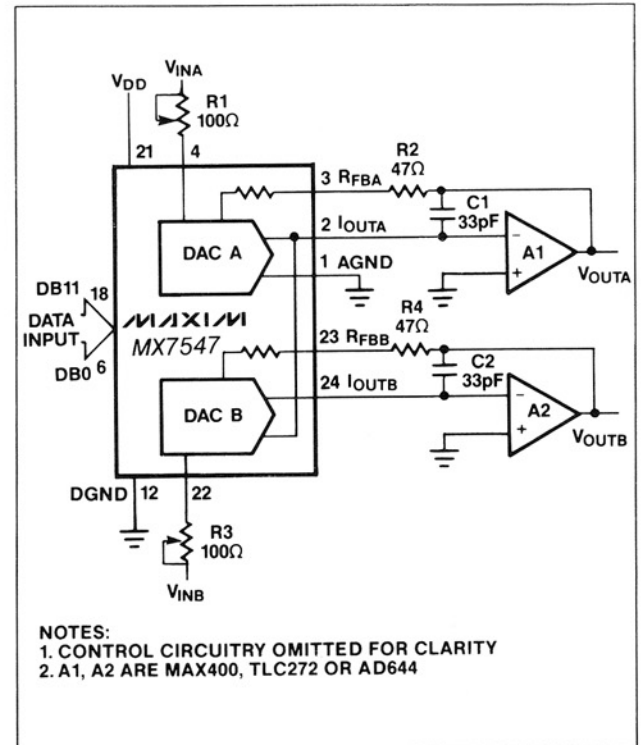 VINA
VDD
R1
100Ω
21
4
R2
47Ω
3 RFBA
C1
33pF
2 IOUTA
−
DAC A
A1
1 AGND
+
VOUTA
DB11
18
DATA
INPUT
MAXIM
MX7547
R4
47Ω
23 RFBB
DB0 6
C2
33pF
24 IOUTB
−
DAC B
A2
+
VOUTB
DGND 12 22
R3
100Ω
VINB
NOTES:
1. CONTROL CIRCUITRY OMITTED FOR CLARITY
2. A1, A2 ARE MAX400, TLC272 OR AD644